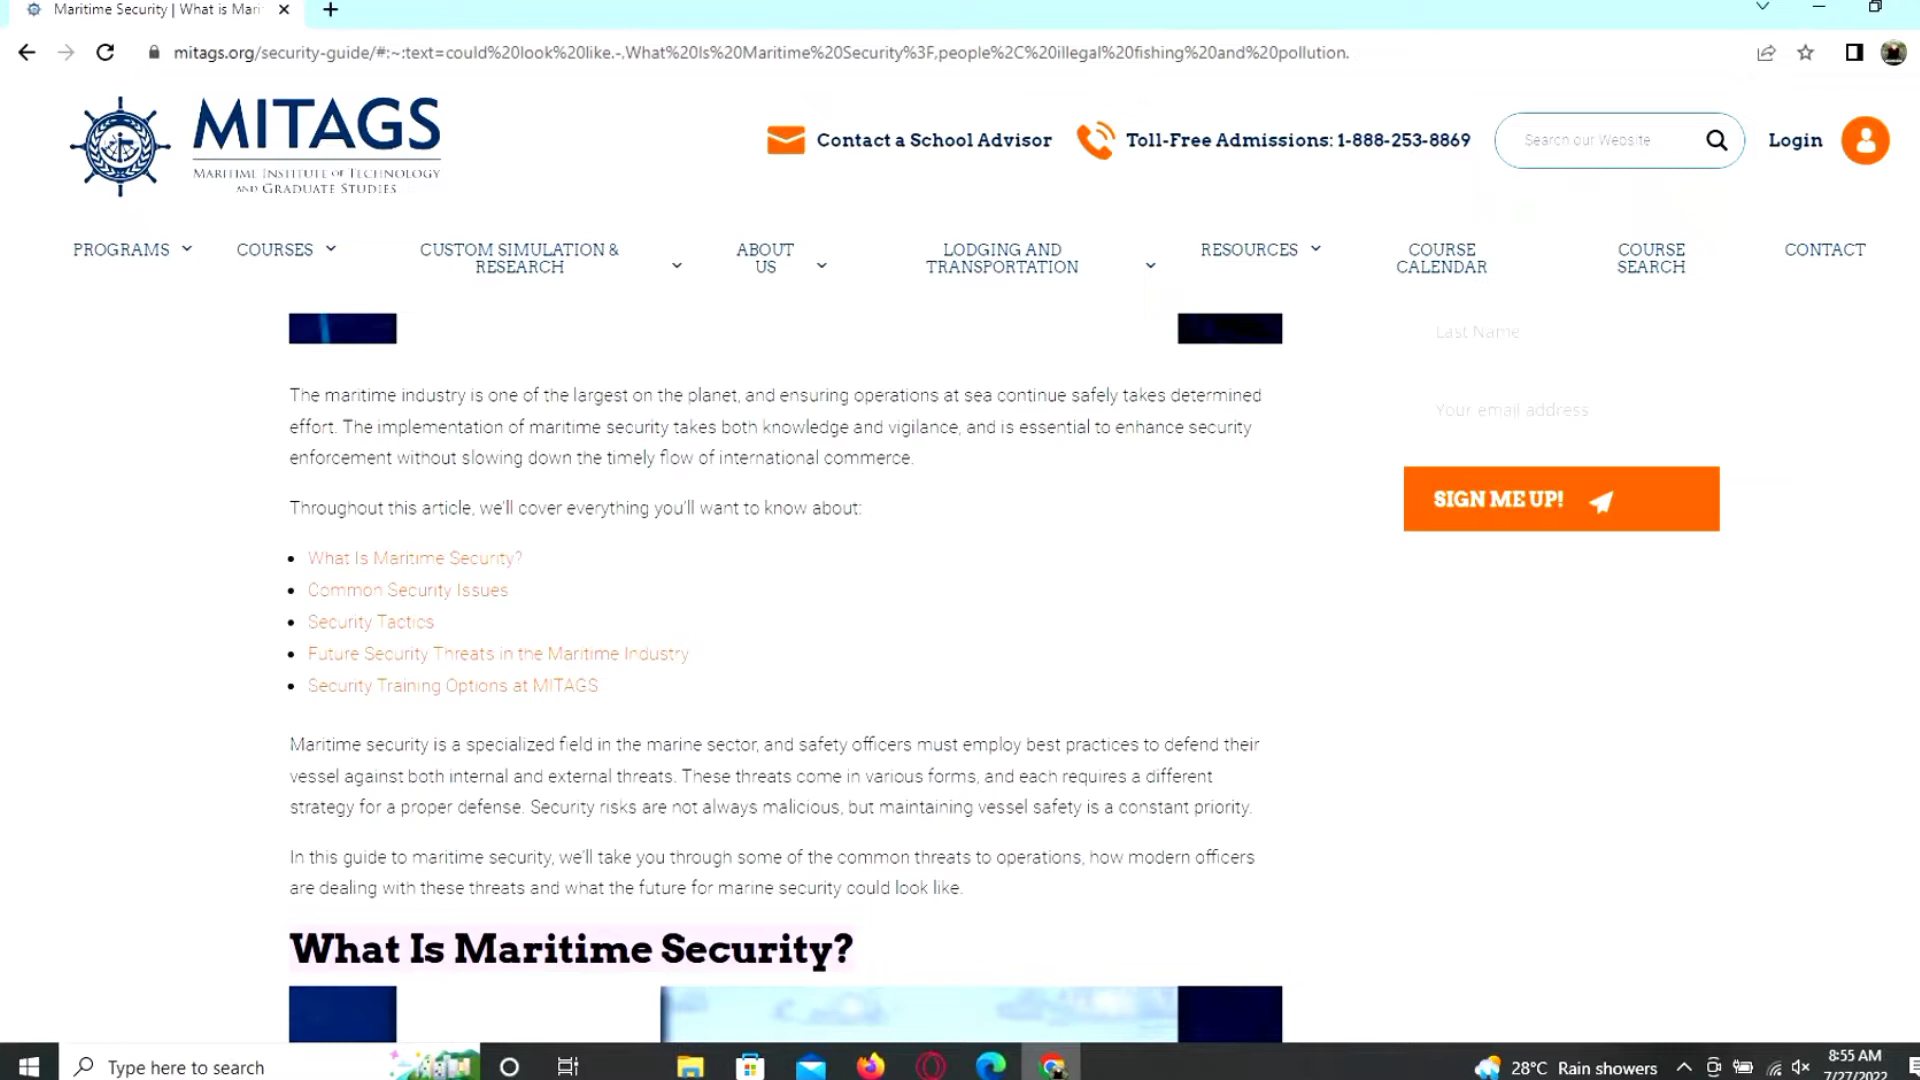 Maritime Security | What is Mari
mitags.org/security-guide/#:~:text=could%20look%20like.-,What%20Is%20Maritime%20Security%3F,people%2C%20illegal%20fishing%20and%20pollution.
MITAGS
MARITIME INSTITUTE OF TECHNOLOGY
AND GRADUATE STUDIES
Contact a School Advisor
Toll-Free Admissions: 1-888-253-8869
Search our Website
Login
PROGRAMS
COURSES
CUSTOM SIMULATION &
RESEARCH
ABOUT
US
LODGING AND
TRANSPORTATION
RESOURCES
COURSE
CALENDAR
COURSE
SEARCH
CONTACT
Last Name
Your email address
SIGN ME UP!
The maritime industry is one of the largest on the planet, and ensuring operations at sea continue safely takes determined
effort. The implementation of maritime security takes both knowledge and vigilance, and is essential to enhance security
enforcement without slowing down the timely flow of international commerce.
Throughout this article, we'll cover everything you'll want to know about:
What Is Maritime Security?
Common Security Issues
Security Tactics
Future Security Threats in the Maritime Industry
Security Training Options at MITAGS
Maritime security is a specialized field in the marine sector, and safety officers must employ best practices to defend their
vessel against both internal and external threats. These threats come in various forms, and each requires a different
strategy for a proper defense. Security risks are not always malicious, but maintaining vessel safety is a constant priority.
In this guide to maritime security, we'll take you through some of the common threats to operations, how modern officers
are dealing with these threats and what the future for marine security could look like.
What Is Maritime Security?
Type here to search
28°C Rain showers
8:55 AM
7/27/2022